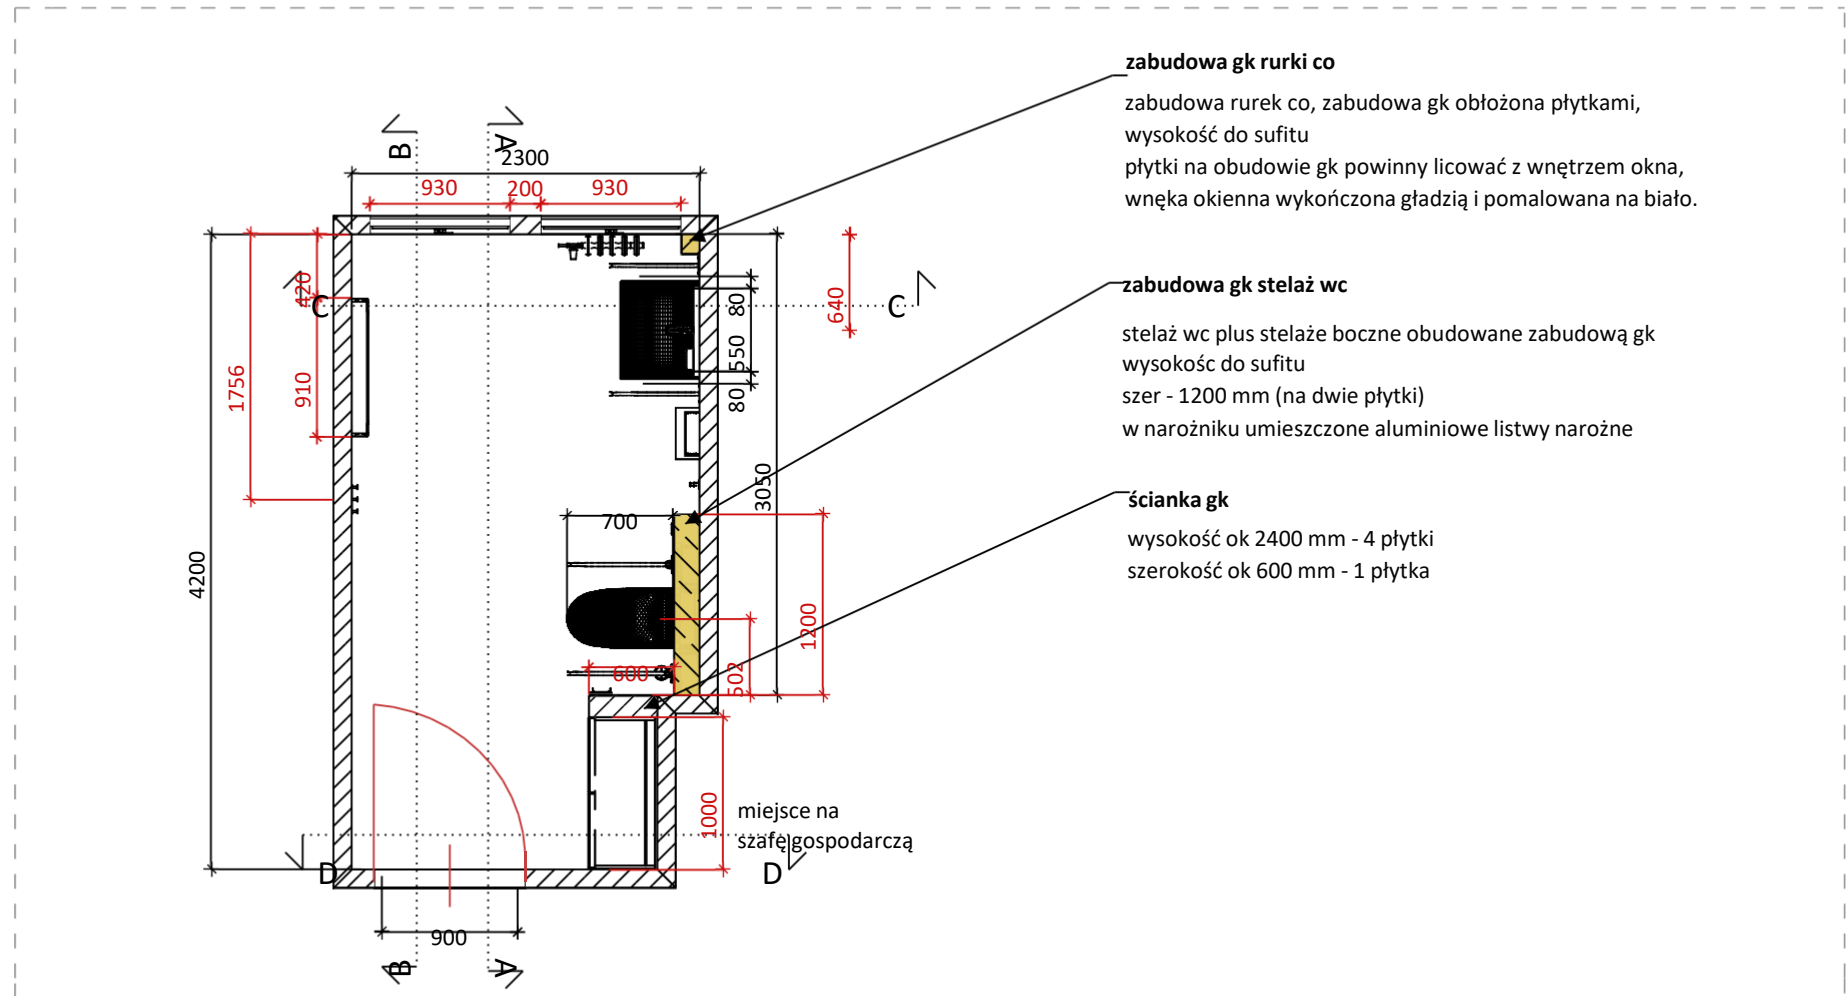 zabudowa gk rurki co
zabudowa rurek co, zabudowa gk obłożona płytkami,
wysokość do sufitu
płytki na obudowie gk powinny licować z wnętrzem okna,
wnęka okienna wykończona gładzią i pomalowana na biało.
zabudowa gk stelaż wc
stelaż wc plus stelaże boczne obudowane zabudową gk
wysokośc do sufitu
szer - 1200 mm (na dwie płytki)
w narożniku umieszczone aluminiowe listwy narożne
ścianka gk
wysokość ok 2400 mm - 4 płytki
szerokość ok 600 mm - 1 płytka
B
A
2300
930
200
930
420
C
C
80
640
550
910
1756
80
3050
700
4200
1200
600
502
1000
miejsce na
szafę gospodarczą
D
D
900
B
A